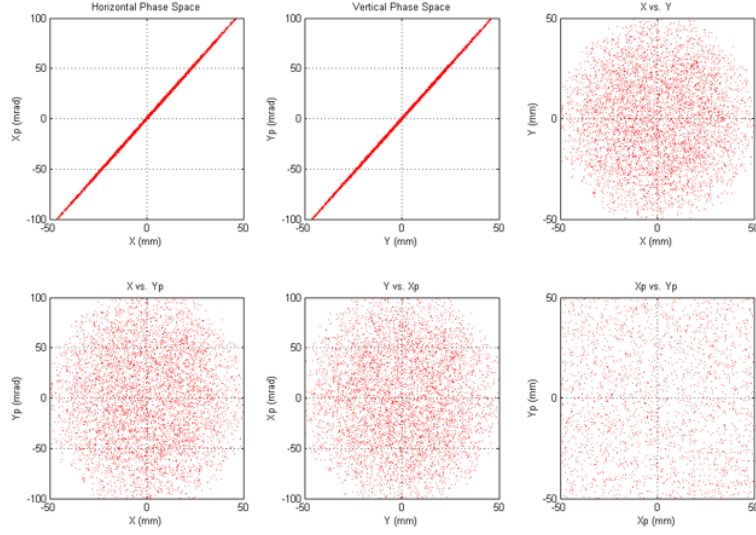 Horizontal Phase Space
Xp (mrad)
100
50
0
-50
-100
-50
0
50
X (mm)
Vertical Phase Space
Yp (mrad)
100
50
0
-50
-100
-50
0
50
Y (mm)
X vs. Y
Y (mm)
50
0
-50
-50
0
50
X (mm)
X vs. Yp
Yp (mrad)
100
50
0
-50
-100
-50
0
50
X (mm)
Y vs. Xp
Xp (mrad)
100
50
0
-50
-100
-50
0
50
Y (mm)
Xp vs. Yp
Yp (mm)
50
0
-50
-50
0
50
Xp (mm)